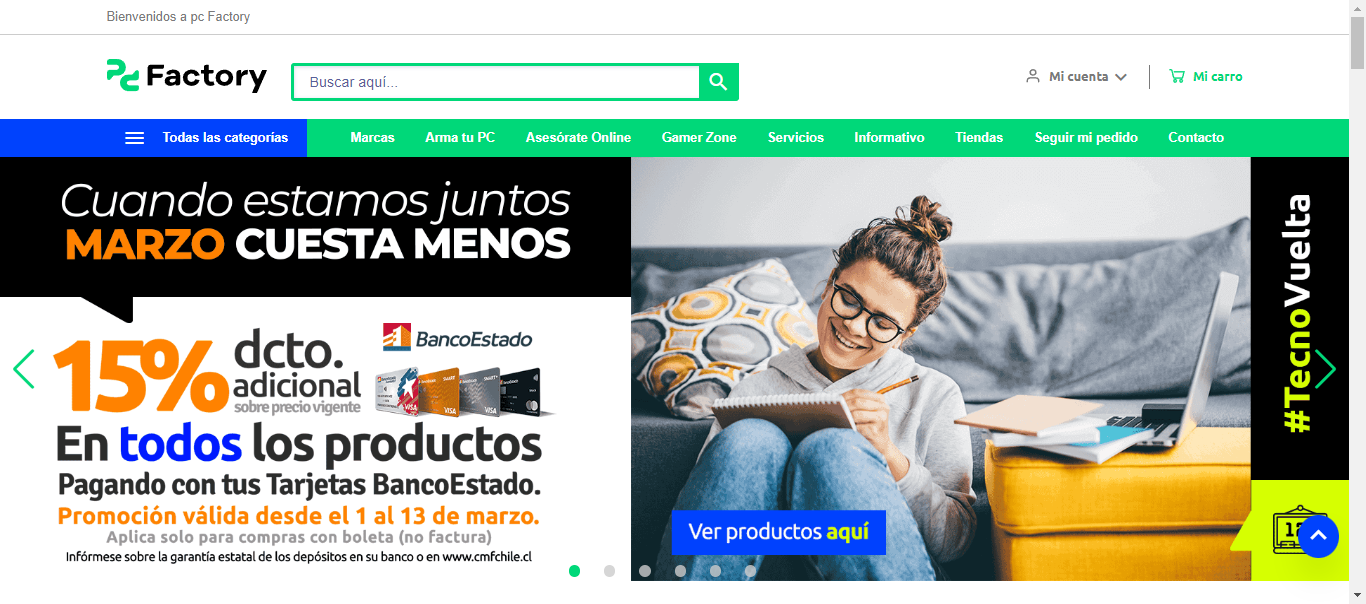 Bienvenidos a pc Factory
pc Factory
Buscar aquí...
Mi cuenta
Mi carro
Todas las categorías
Marcas
Arma tu PC
Asesórate Online
Gamer Zone
Servicios
Informativo
Tiendas
Seguir mi pedido
Contacto
Cuando estamos juntos
MARZO CUESTA MENOS
15% dcto.
adicional
sobre precio vigente
BancoEstado
En todos los productos
Pagando con tus Tarjetas BancoEstado.
Promoción válida desde el 1 al 13 de marzo.
Aplica solo para compras con boleta (no factura)
Infórmese sobre la garantía estatal de los depósitos en su banco o en www.cmfchile.cl
Ver productos aquí
#TecnoVuelta